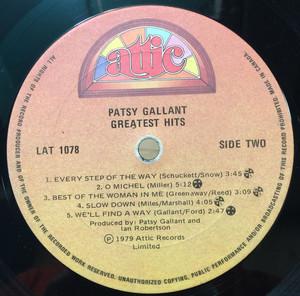 attic
PATSY GALLANT
GREATEST HITS
LAT 1078 SIDE TWO
1. EVERY STEP OF THE WAY (Schuckett/Snow) 3:45
2. O MICHEL (Miller) 5:12
3. BEST OF THE WOMAN IN ME (Greenaway/Reed) 3:09
4. SLOW DOWN (Miles/Marshall) 4:05
5. WE'LL FIND A WAY (Gallant/Ford) 2:47
Produced by: Patsy Gallant and
Ian Robertson
℗1979 Attic Records
Limited
ALL RIGHTS OF THE RECORD PRODUCER AND OF THE OWNER OF THE RECORDED WORK RESERVED. UNAUTHORIZED COPYING, PUBLIC PERFORMANCE AND/OR BROADCASTING OF THIS RECORD PROHIBITED. MADE IN CANADA.